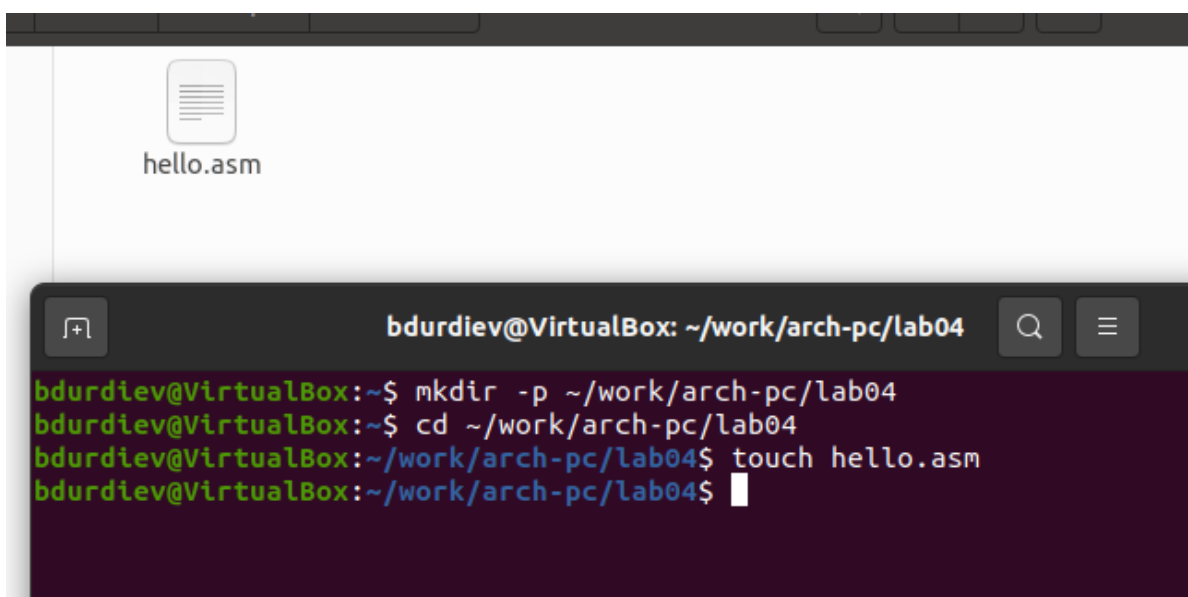 hello.asm
bdurdiev@VirtualBox: ~/work/arch-pc/lab04
bdurdiev@VirtualBox:~$ mkdir -p ~/work/arch-pc/lab04
bdurdiev@VirtualBox:~$ cd ~/work/arch-pc/lab04
bdurdiev@VirtualBox:~/work/arch-pc/lab04$ touch hello.asm
bdurdiev@VirtualBox:~/work/arch-pc/lab04$